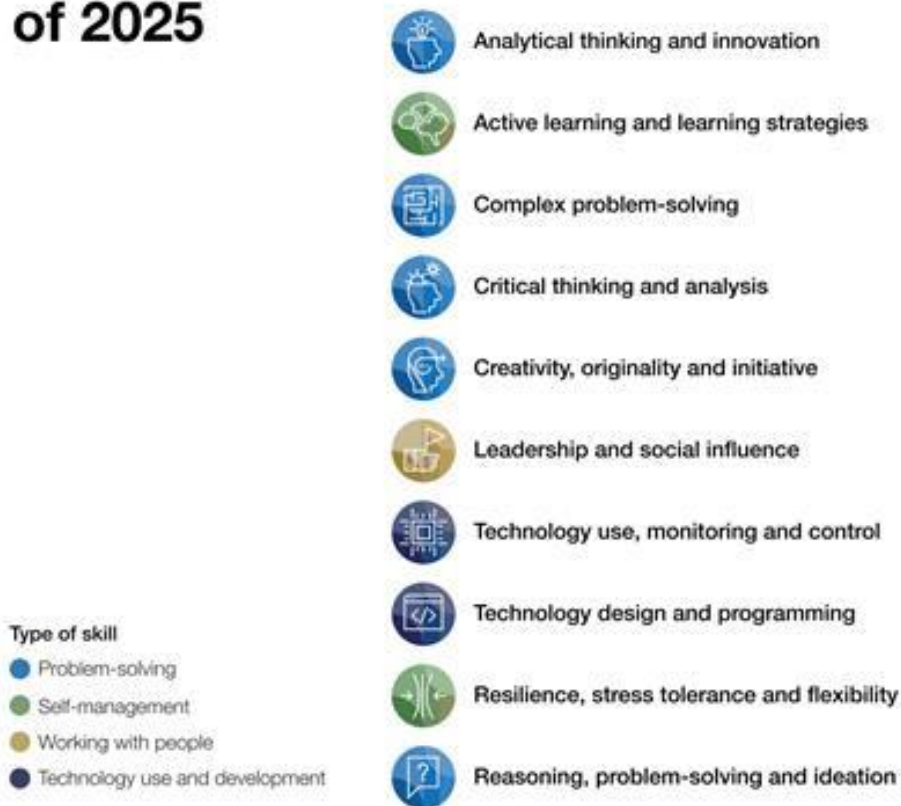 of 2025
Analytical thinking and innovation
Active learning and learning strategies
Complex problem-solving
Critical thinking and analysis
Creativity, originality and initiative
Leadership and social influence
Technology use, monitoring and control
</>
Technology design and programming
Resilience, stress tolerance and flexibility
?
Reasoning, problem-solving and ideation
Type of skill
Problem-solving
Self-management
Working with people
Technology use and development